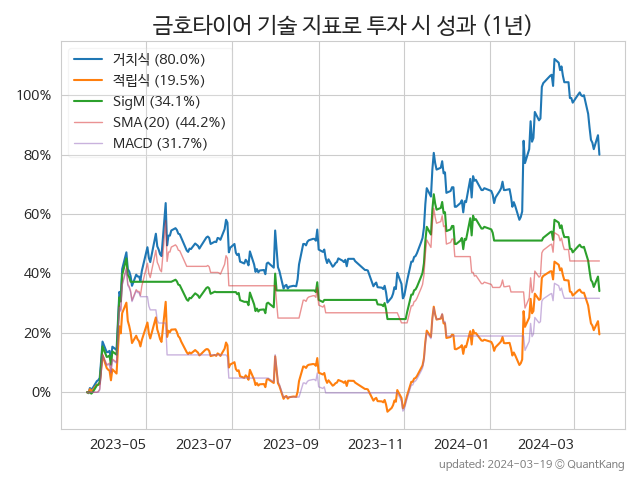 금호타이어 기술 지표로 투자 시 성과 (1년)
거치식 (80.0%)
적립식 (19.5%)
SigM (34.1%)
SMA(20) (44.2%)
MACD (31.7%)
100%
80%
60%
40%
20%
0%
2023-05 2023-07 2023-09 2023-11 2024-01 2024-03
updated: 2024-03-19 © QuantKang